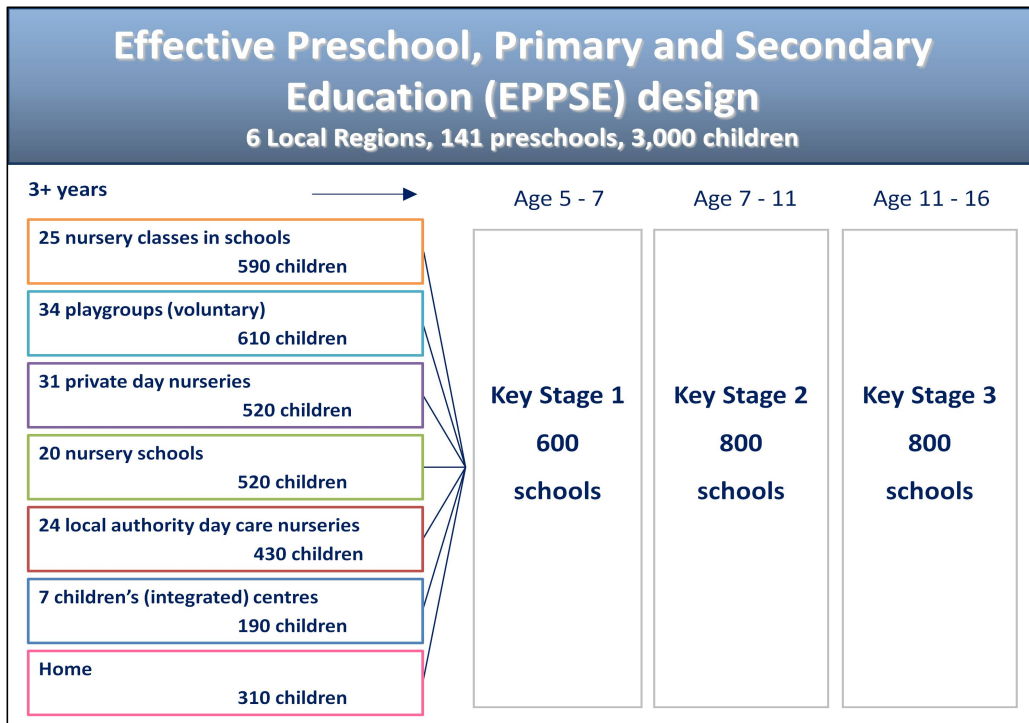 Effective Preschool, Primary and Secondary
Education (EPPSE) design
6 Local Regions, 141 preschools, 3,000 children
3+ years
25 nursery classes in schools
590 children
34 playgroups (voluntary)
610 children
31 private day nurseries
520 children
20 nursery schools
520 children
24 local authority day care nurseries
430 children
7 children’s (integrated) centres
190 children
Home
310 children
Age 5 - 7
Key Stage 1
600
schools
Age 7 - 11
Key Stage 2
800
schools
Age 11 - 16
Key Stage 3
800
schools